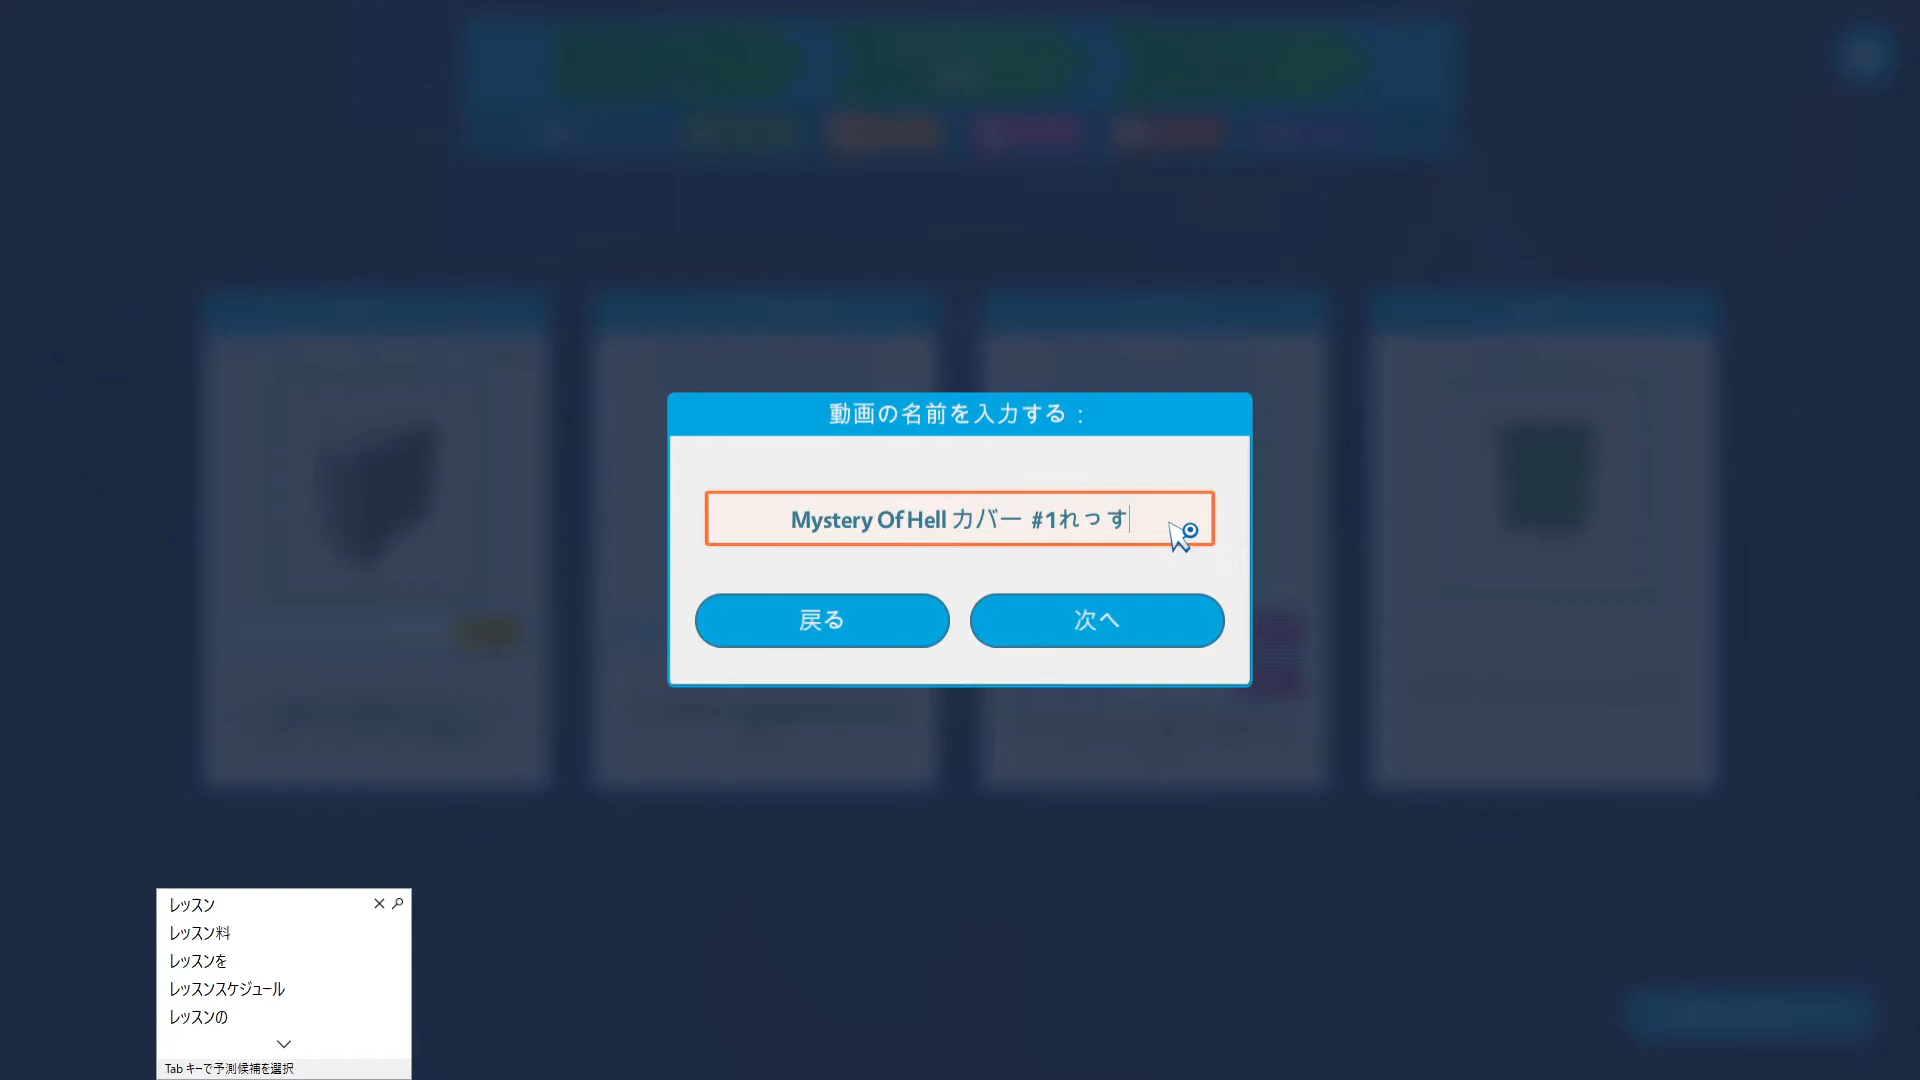 動画の名前を入力する :
Mystery Of Hell カバー #1れっす
戻る
次へ
レッスン
レッスン料
レッスンを
レッスンスケジュール
レッスンの
Tab キーで予測候補を選択